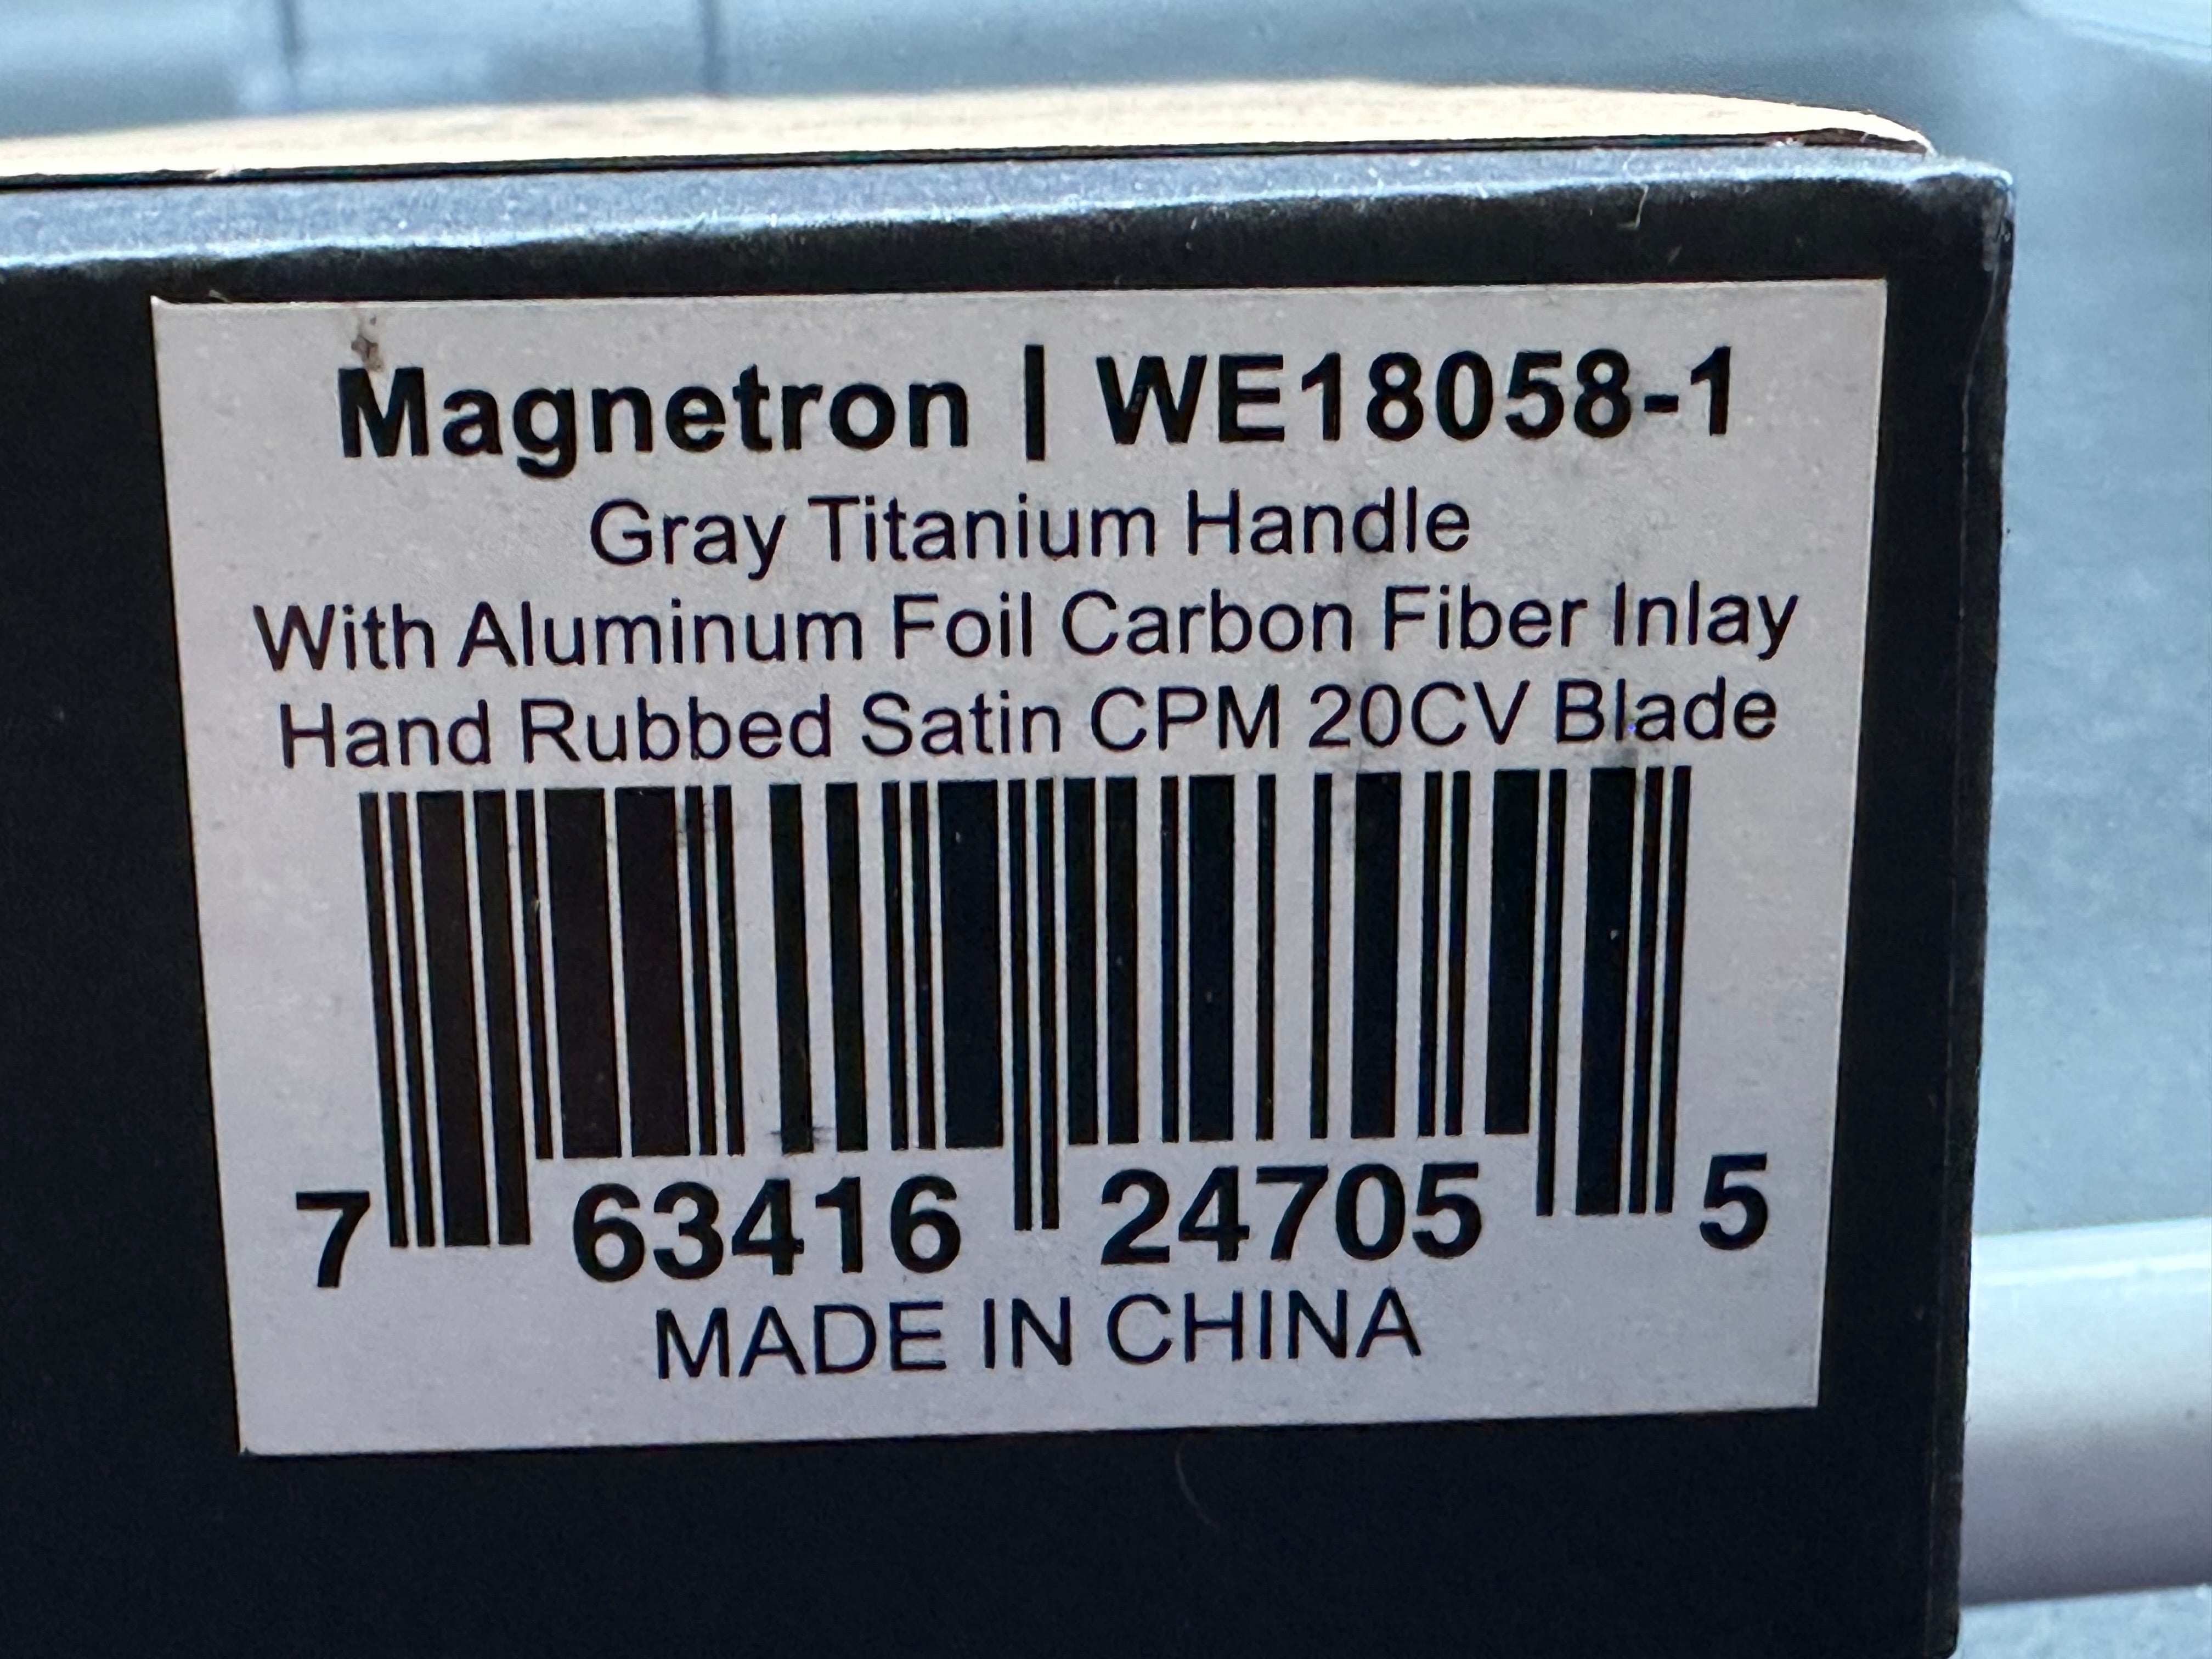 Magnetron | WE18058-1
Gray Titanium Handle
With Aluminum Foil Carbon Fiber Inlay
Hand Rubbed Satin CPM 20CV Blade
7 63416 24705 5
MADE IN CHINA